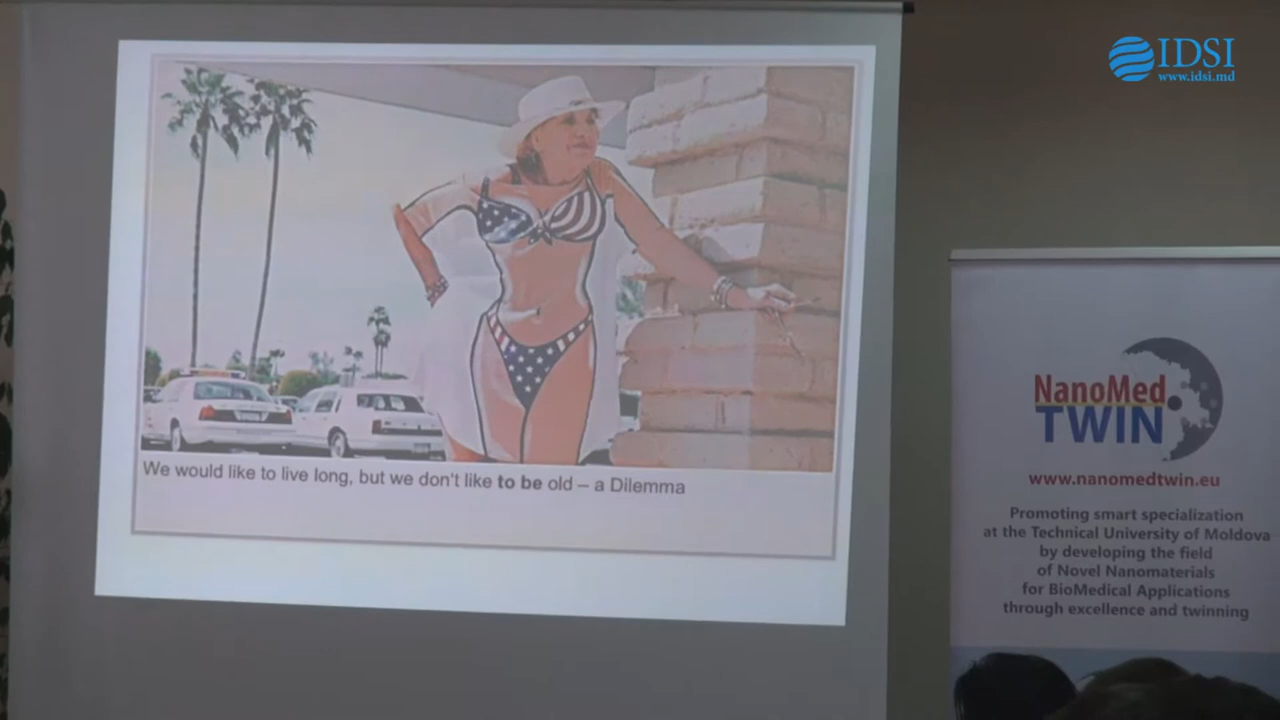 IDSI
www.idsi.md
We would like to live long, but we don't like to be old – a Dilemma
NanoMed
TWIN
www.nanomedtwin.eu
Promoting smart specialization
at the Technical University of Moldova
by developing the field
of Novel Nanomaterials
for BioMedical Applications
through excellence and twinning